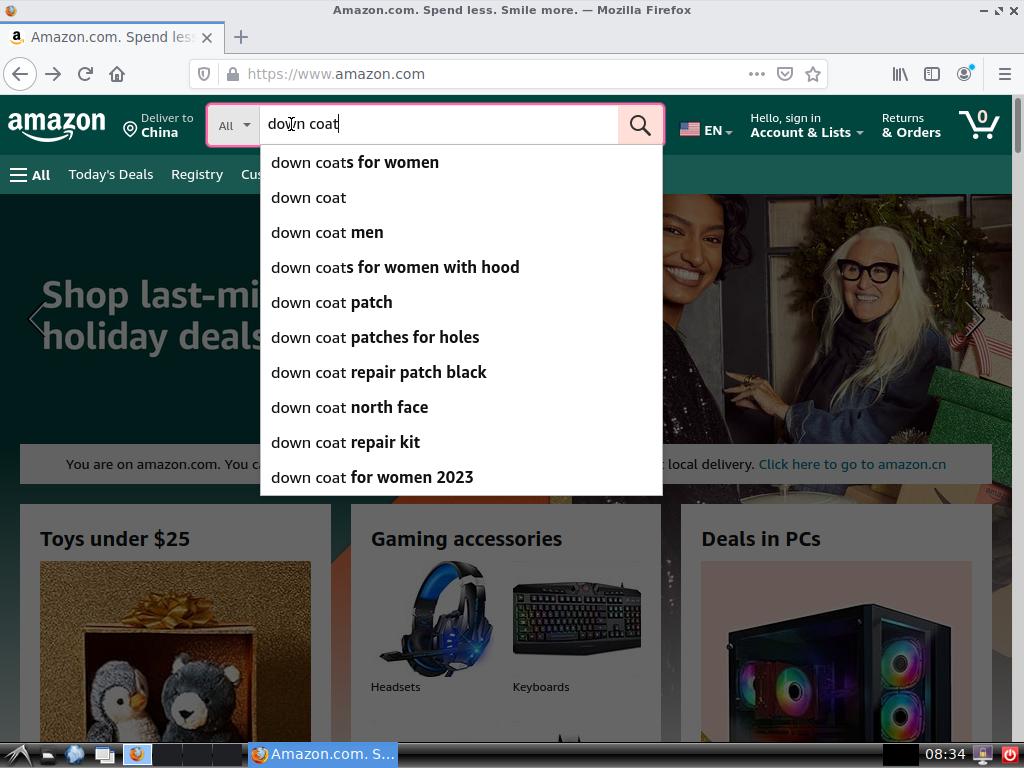 Amazon.com. Spend less. Smile more. — Mozilla Firefox
Amazon.com. Spend les
https://www.amazon.com
amazon
Deliver to
China
All
down coat
EN
Hello, sign in
Account & Lists
Returns
& Orders
0
All
Today's Deals
Registry
Cus
down coats for women
down coat
down coat men
down coats for women with hood
down coat patch
down coat patches for holes
down coat repair patch black
down coat north face
down coat repair kit
down coat for women 2023
Shop last-mi
holiday deals
You are on amazon.com. You ca
local delivery. Click here to go to amazon.cn
Toys under $25
Gaming accessories
Deals in PCs
Headsets
Keyboards
Amazon.com. S...
08:34